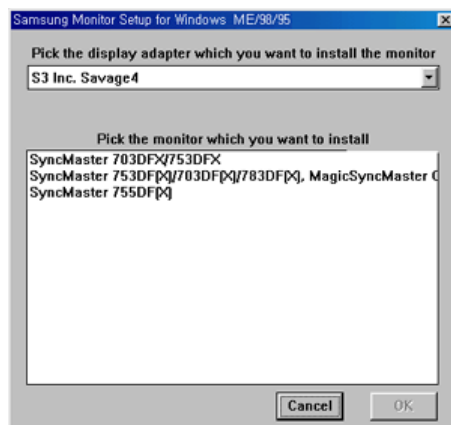 Samsung Monitor Setup for Windows ME/98/95
Pick the display adapter which you want to install the monitor
S3 Inc. Savage4
Pick the monitor which you want to install
SyncMaster 703DFX/753DFX
SyncMaster 753DF[X]/703DF[X]/783DF[X], MagicSyncMaster
SyncMaster 755DF[X]
Cancel
OK